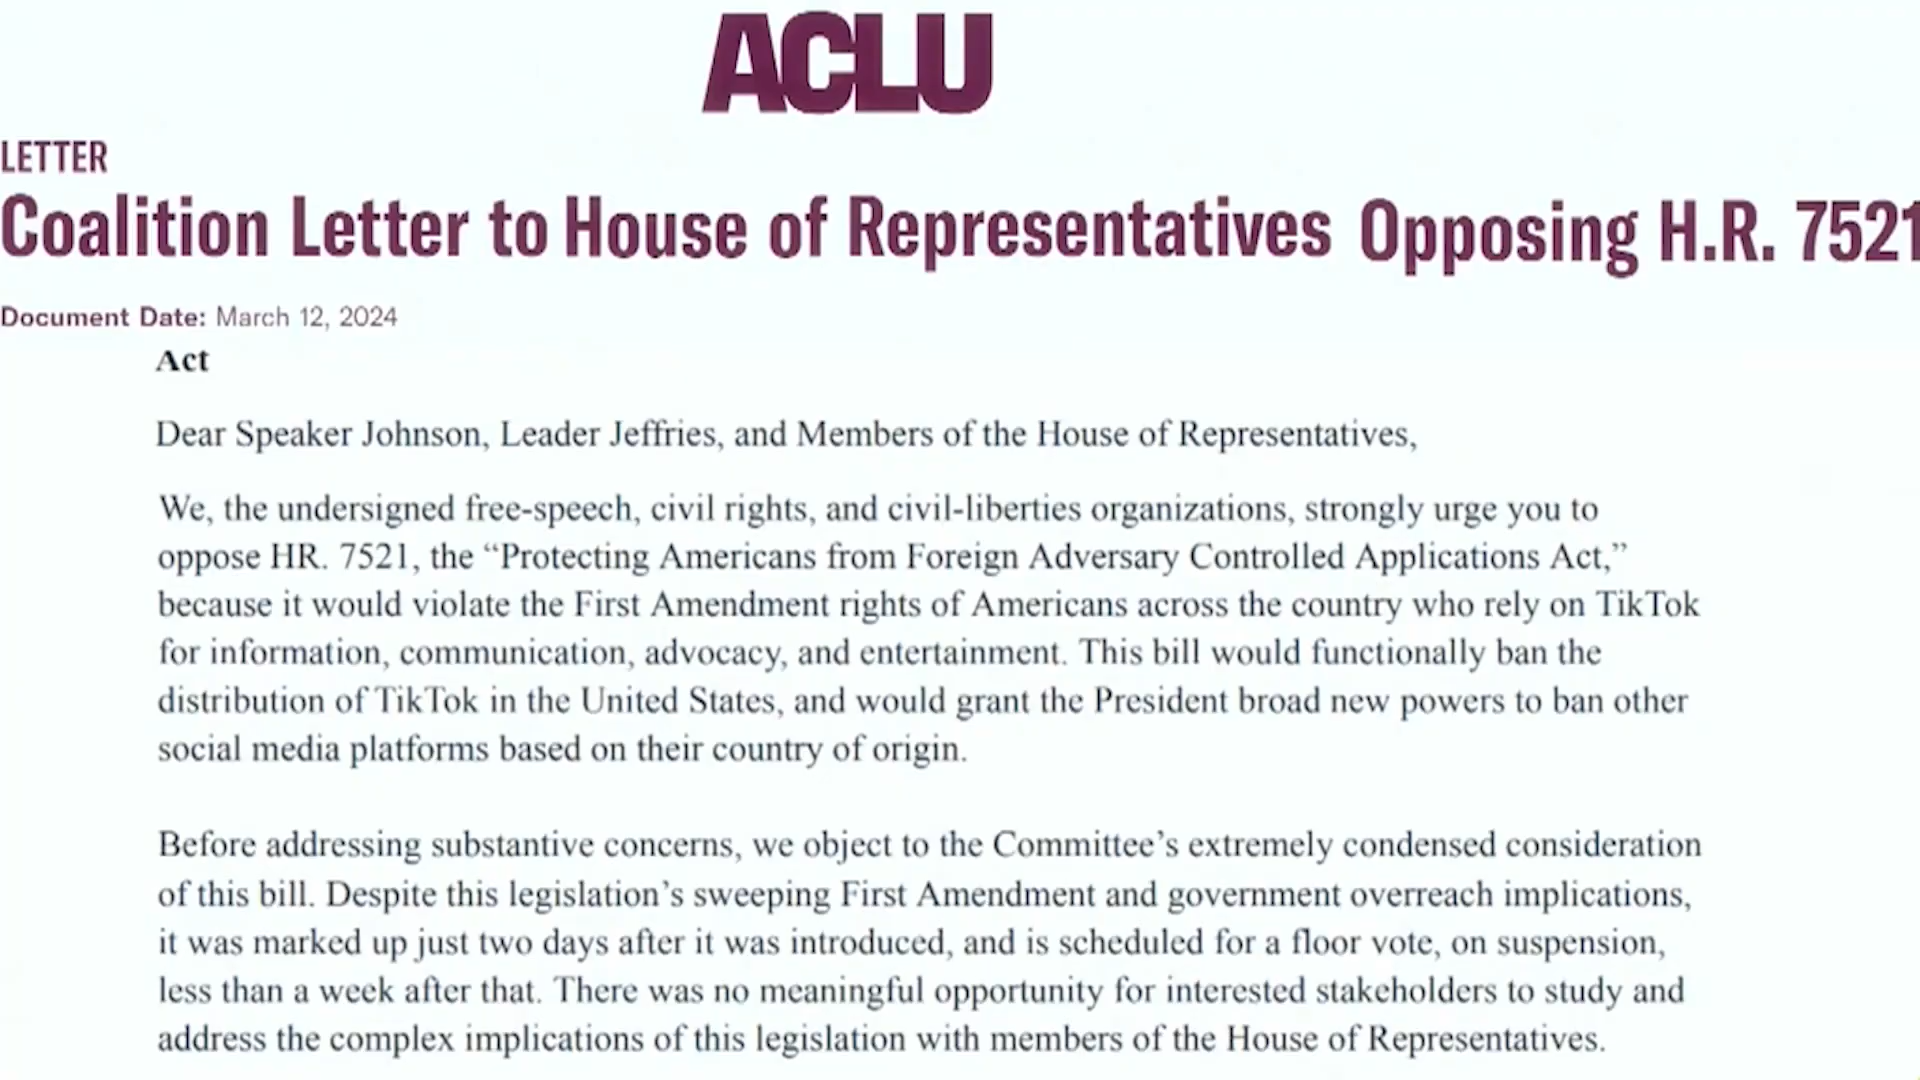 ACLU
LETTER
Coalition Letter to House of Representatives Opposing H.R. 7521
Document Date: March 12, 2024
Act
Dear Speaker Johnson, Leader Jeffries, and Members of the House of Representatives,
We, the undersigned free-speech, civil rights, and civil-liberties organizations, strongly urge you to
oppose HR. 7521, the “Protecting Americans from Foreign Adversary Controlled Applications Act,”
because it would violate the First Amendment rights of Americans across the country who rely on TikTok
for information, communication, advocacy, and entertainment. This bill would functionally ban the
distribution of TikTok in the United States, and would grant the President broad new powers to ban other
social media platforms based on their country of origin.
Before addressing substantive concerns, we object to the Committee’s extremely condensed consideration
of this bill. Despite this legislation’s sweeping First Amendment and government overreach implications,
it was marked up just two days after it was introduced, and is scheduled for a floor vote, on suspension,
less than a week after that. There was no meaningful opportunity for interested stakeholders to study and
address the complex implications of this legislation with members of the House of Representatives.